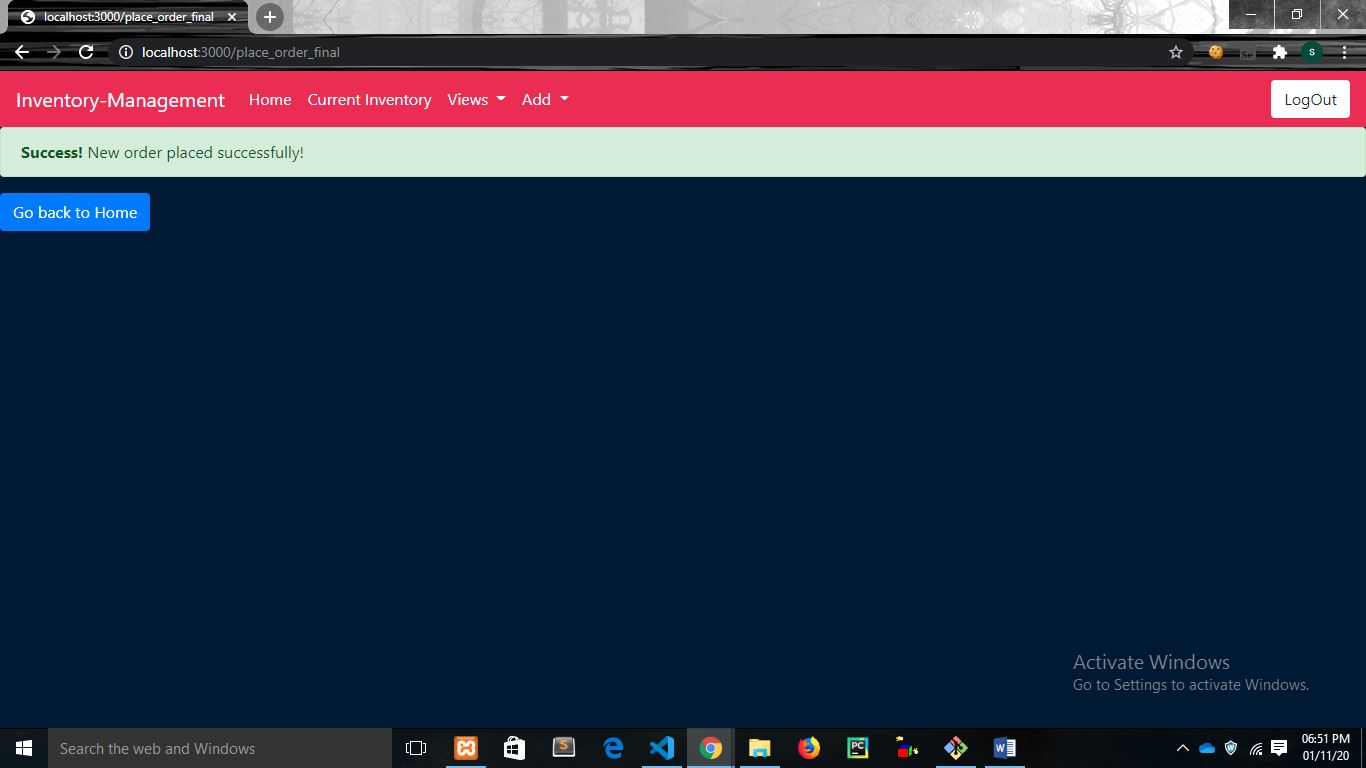 localhost:3000/place_order_final
localhost:3000/place_order_final
S
Inventory-Management Home Current Inventory Views Add LogOut
Success! New order placed successfully!
Go back to Home
Activate Windows
Go to Settings to activate Windows.
Search the web and Windows
S
PC
W
06:51 PM
01/11/20